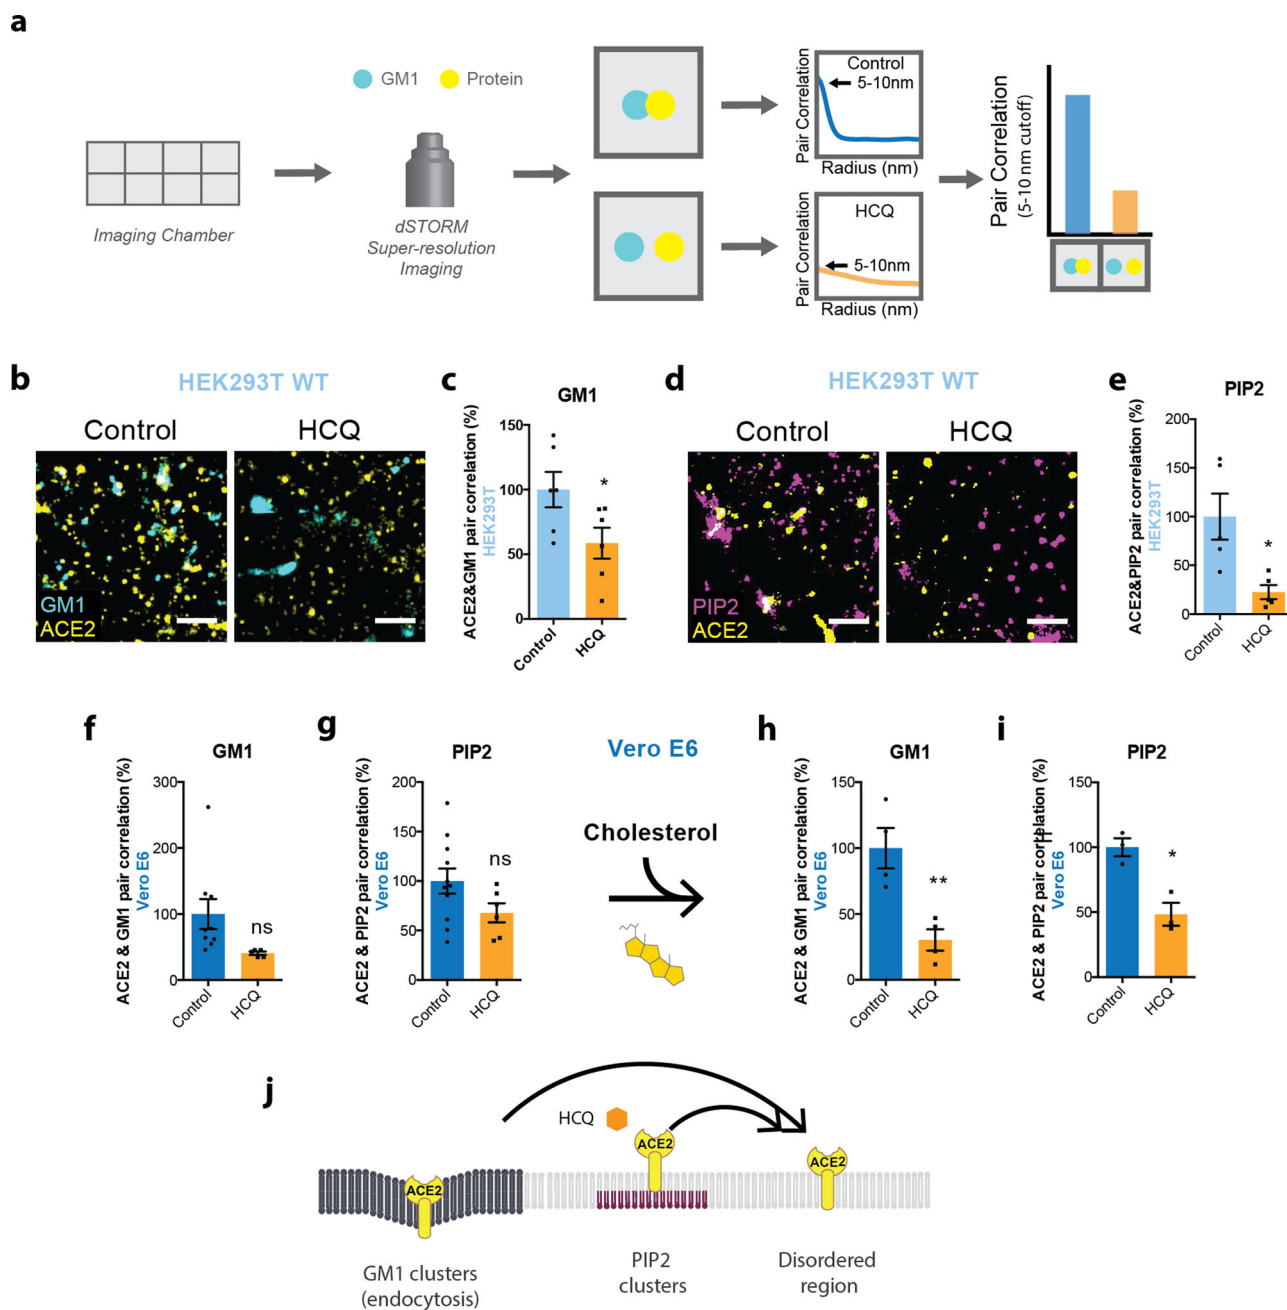 a
GM1
Protein
Imaging Chamber
dSTORM
Super-resolution
Imaging
Pair Correlation
Control
5-10nm
Radius (nm)
Pair Correlation
HCQ
5-10nm
Radius (nm)
Pair Correlation
(5-10 nm cutoff)
b
HEK293T WT
Control
HCQ
GM1
ACE2
c
GM1
ACE2&GM1 pair correlation (%)
HEK293T
150
100
50
0
*
Control
HCQ
d
HEK293T WT
Control
HCQ
PIP2
ACE2
e
PIP2
ACE2&PIP2 pair correlation (%)
HEK293T
200
150
100
50
0
*
Control
HCQ
f
GM1
ACE2 & GM1 pair correlation (%)
Vero E6
300
200
100
0
ns
Control
HCQ
g
PIP2
ACE2 & PIP2 pair correlation (%)
Vero E6
200
150
100
50
0
ns
Control
HCQ
Vero E6
Cholesterol
h
GM1
ACE2 & GM1 pair correlation (%)
Vero E6
150
100
50
0
**
Control
HCQ
i
PIP2
ACE2 & PIP2 pair correlation (%)
Vero E6
150
100
50
0
*
Control
HCQ
j
HCQ
ACE2
ACE2
ACE2
GM1 clusters
(endocytosis)
PIP2
clusters
Disordered
region